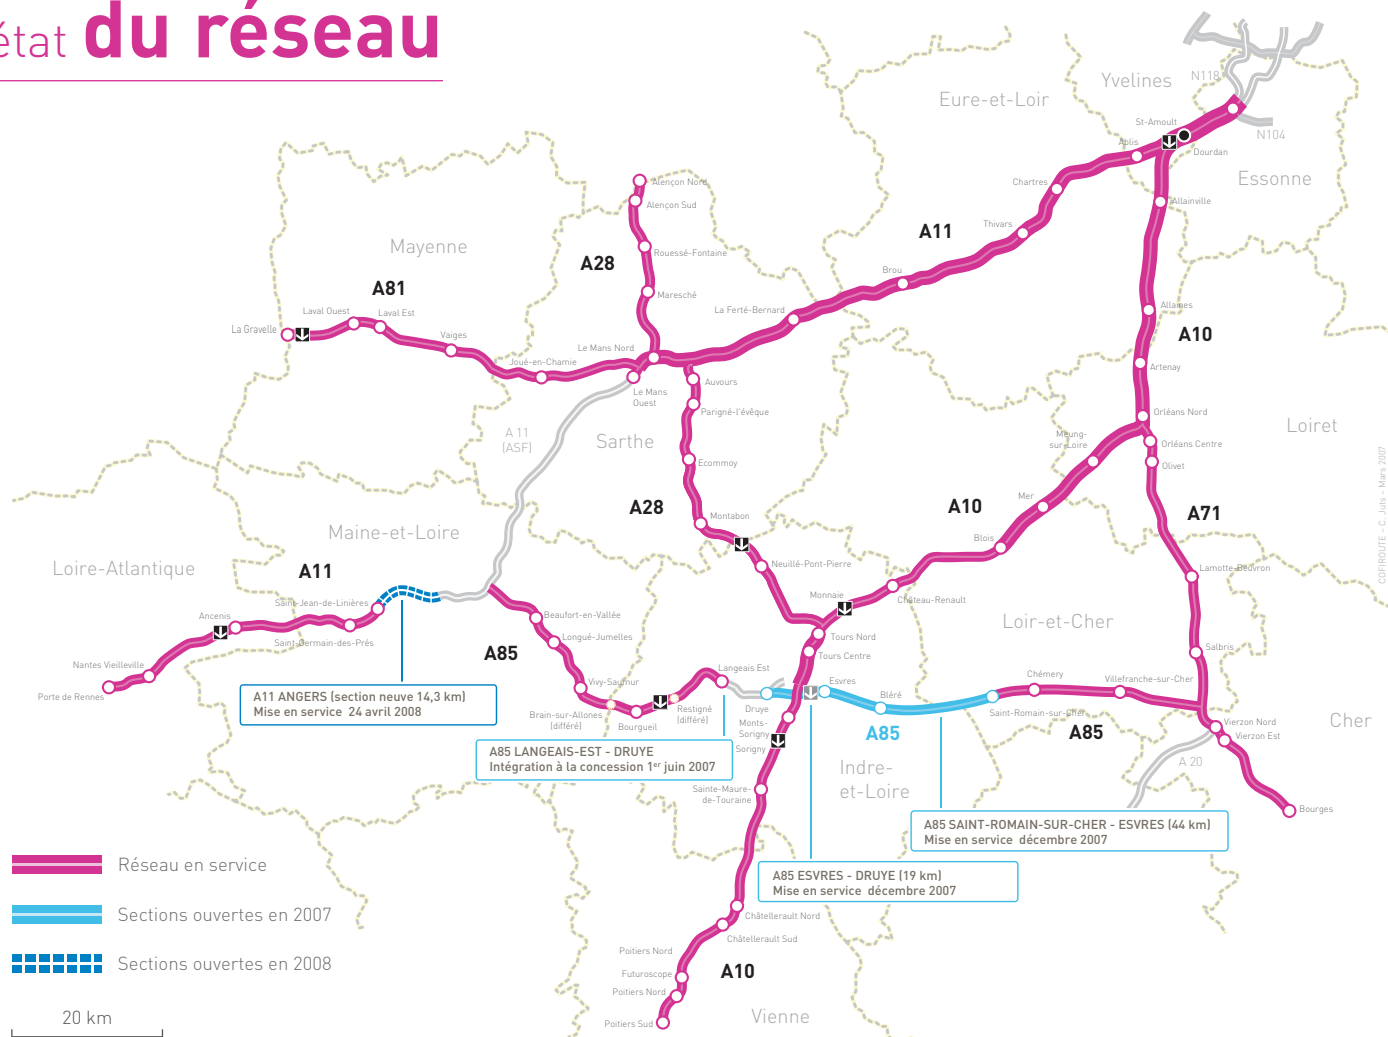 état du réseau
Yvelines
N118
Eure-et-Loir
St-Arnoult
N104
Ablis
Dourdan
Essonne
Chartres
Allainville
Alençon Nord
Alençon Sud
Thivars
A11
Mayenne
Rouessé-Fontaine
A28
Brou
A81
Maresché
Laval Ouest
Laval Est
La Ferté-Bernard
Allaines
La Gravelle
Vaiges
Le Mans Nord
A10
Joué-en-Charnie
Artenay
Auvours
Le Mans
Ouest
Parigné-l'évêque
Orléans Nord
A 11
(ASF)
Sarthe
Meung-
sur-Loire
Orléans Centre
Loiret
Ecommoy
Olivet
Mer
A28
A10
A71
Montabon
Maine-et-Loire
Blois
COFIROUTE - C. Juts - Mars 2007
Loire-Atlantique
A11
Neuillé-Pont-Pierre
Lamotte-Beuvron
Monnaie
Château-Renault
Saint-Jean-de-Linières
Ancenis
Beaufort-en-Vallée
Loir-et-Cher
Saint-Germain-des-Prés
Longué-Jumelles
Tours Nord
Tours Centre
Salbris
A85
Nantes Vieilleville
Langeais Est
Chémery
Villefranche-sur-Cher
Porte de Rennes
Vivy-Saumur
Esvres
Bléré
A11 ANGERS (section neuve 14,3 km)
Mise en service 24 avril 2008
Brain-sur-Allones
(différé)
Bourgueil
Restigné
(différé)
Druye
Monts-
Sorigny
Sorigny
Saint-Romain-sur-Cher
A85
A85
Vierzon Nord
Vierzon Est
Cher
A85 LANGEAIS-EST - DRUYE
Intégration à la concession 1er juin 2007
A 20
Indre-
et-Loire
Sainte-Maure-
de-Touraine
Bourges
A85 SAINT-ROMAIN-SUR-CHER - ESVRES (44 km)
Mise en service décembre 2007
Réseau en service
A85 ESVRES - DRUYE (19 km)
Mise en service décembre 2007
Sections ouvertes en 2007
Châtellerault Nord
Châtellerault Sud
Poitiers Nord
Sections ouvertes en 2008
Futuroscope
A10
Poitiers Nord
20 km
Poitiers Sud
Vienne